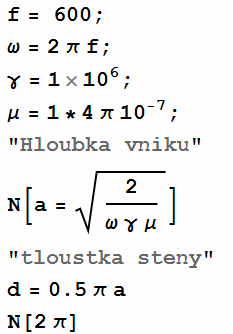 f = 600;
ω = 2 π f;
γ = 1 × 10⁶;
μ = 1 * 4 π 10⁻⁷;
"Hloubka vniku"
N[a = √(2 / (ω γ μ))]
"tloustka steny"
d = 0.5 π a
N[2 π]